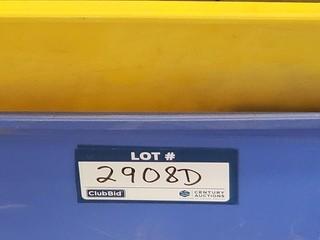 LOT #
2908D
ClubBid CENTURY
AUCTIONS